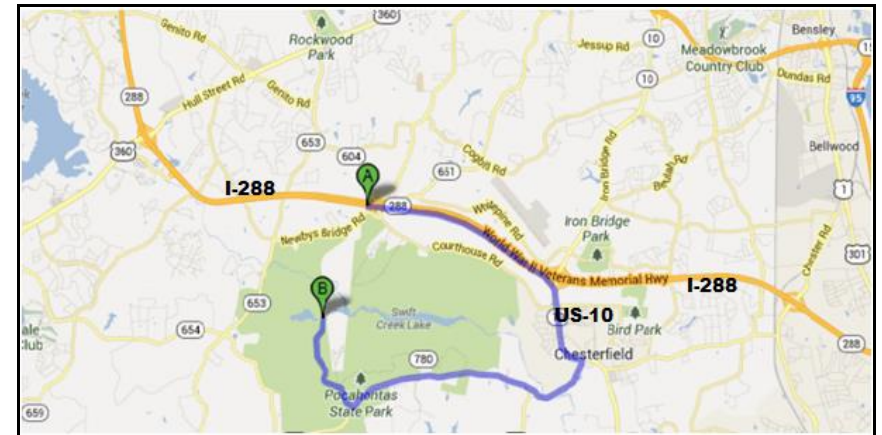 360
Genito Rd
Rockwood
Park
Jessup Rd
10
Meadowbrook
Country Club
Bensley
Dundas Rd
10
95
288
Hull Street Rd
Genito Rd
360
653
604
Cogbill Rd
651
Iron Bridge Rd
Beulah Rd
Bellwood
1
I-288
A
288
Whitepine Rd
Newbys Bridge Rd
Courthouse Rd
Iron Bridge
Park
World War II Veterans Memorial Hwy
I-288
Chester Rd
301
B
653
654
Swift
Creek Lake
US-10
Bird Park
288
ale
Club
780
Chesterfield
Pocahontas
State Park
659